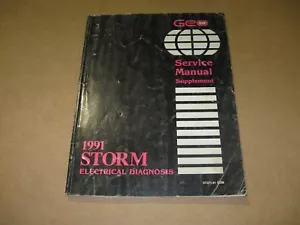 GEO
Service
Manual
Supplement
1991
STORM
ELECTRICAL DIAGNOSIS